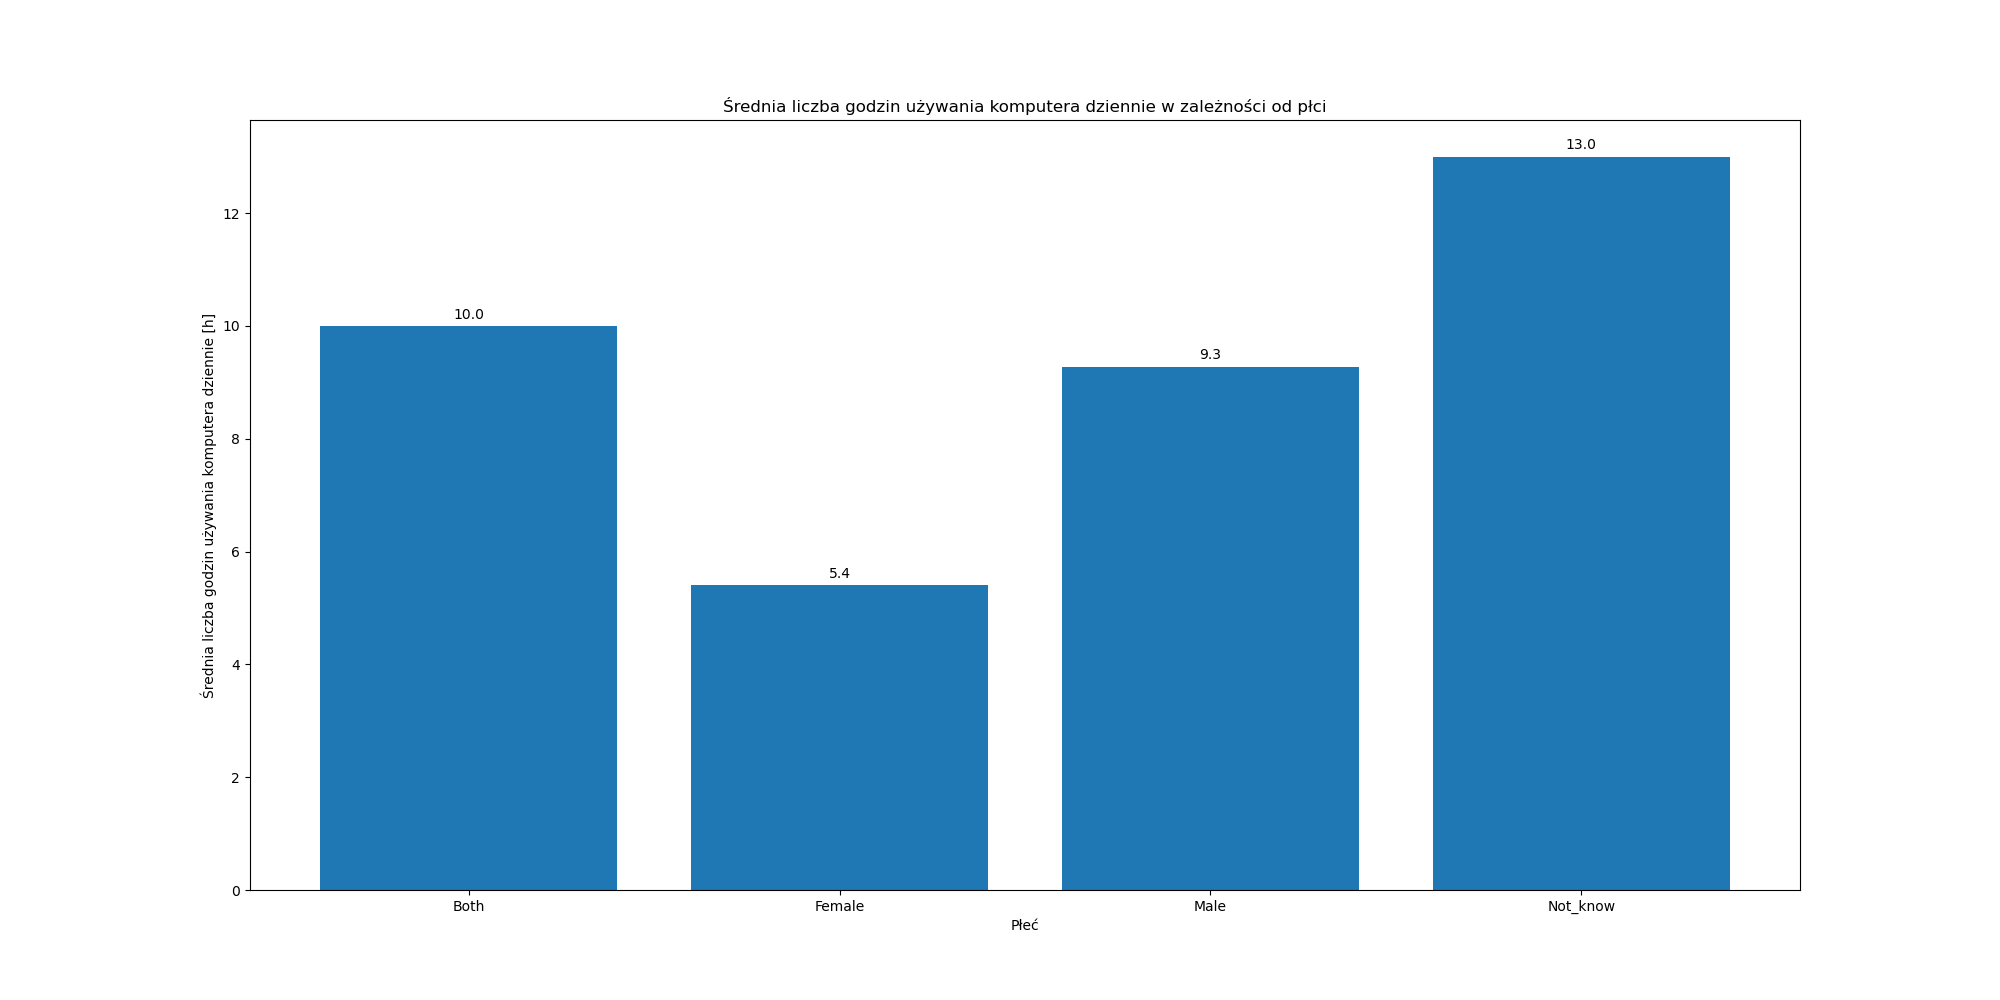 Średnia liczba godzin używania komputera dziennie w zależności od płci
Średnia liczba godzin używania komputera dziennie [h]
12
10
8
6
4
2
0
10.0
5.4
9.3
13.0
Both
Female
Male
Not_know
Płeć